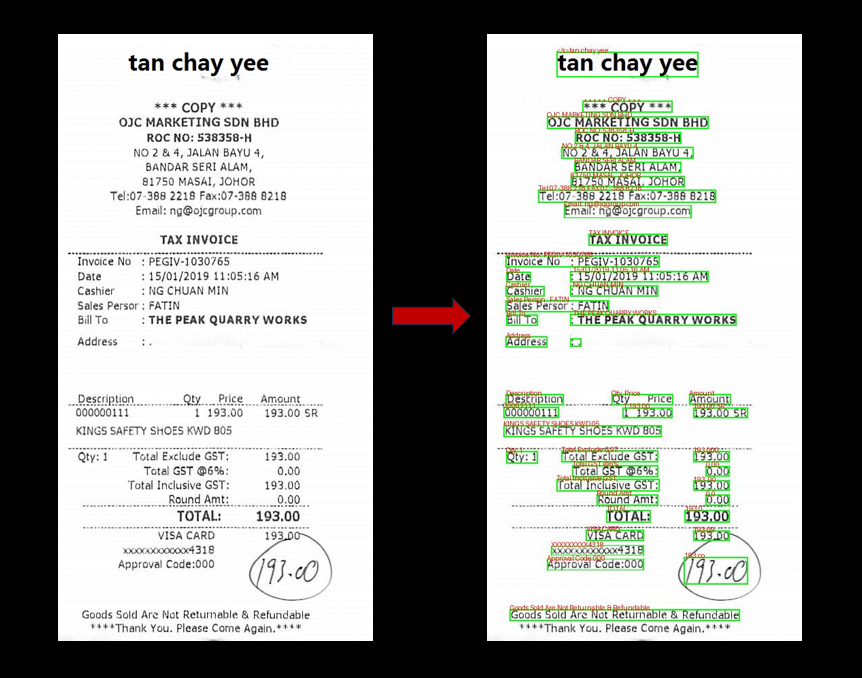 tan chay yee
*** COPY ***
OJC MARKETING SDN BHD
ROC NO: 538358-H
NO 2 & 4, JALAN BAYU 4,
BANDAR SERI ALAM,
81750 MASAI, JOHOR
Tel:07-388 2218 Fax:07-388 8218
Email: ng@ojcgroup.com
TAX INVOICE
Invoice No : PEGIV-1030765
Date : 15/01/2019 11:05:16 AM
Cashier : NG CHUAN MIN
Sales Persor : FATIN
Bill To : THE PEAK QUARRY WORKS
Address : .
Description Qty Price Amount
000000111 1 193.00 193.00 SR
KINGS SAFETY SHOES KWD 805
Qty: 1 Total Exclude GST: 193.00
Total GST @6%: 0.00
Total Inclusive GST: 193.00
Round Amt: 0.00
TOTAL: 193.00
VISA CARD 193.00
xxxxxxxxxxxx4318
Approval Code:000
193.00
Goods Sold Are Not Returnable & Refundable
****Thank You. Please Come Again.****
tan chay yee
*** COPY ***
OJC MARKETING SDN BHD
ROC NO: 538358-H
NO 2 & 4, JALAN BAYU 4,
BANDAR SERI ALAM,
81750 MASAI, JOHOR
Tel:07-388 2218 Fax:07-388 8218
Email: ng@ojcgroup.com
TAX INVOICE
Invoice No : PEGIV-1030765
Date : 15/01/2019 11:05:16 AM
Cashier : NG CHUAN MIN
Sales Persor : FATIN
Bill To : THE PEAK QUARRY WORKS
Address : .
Description Qty Price Amount
000000111 1 193.00 193.00 SR
KINGS SAFETY SHOES KWD 805
Qty: 1 Total Exclude GST: 193.00
Total GST @6%: 0.00
Total Inclusive GST: 193.00
Round Amt: 0.00
TOTAL: 193.00
VISA CARD 193.00
xxxxxxxxxxxx4318
Approval Code:000
193.00
Goods Sold Are Not Returnable & Refundable
****Thank You. Please Come Again.****